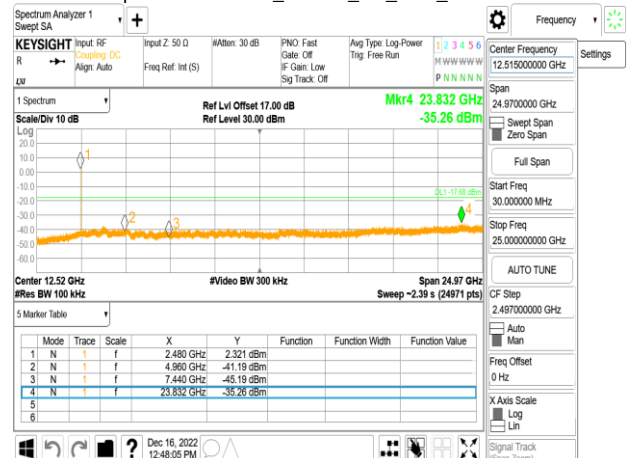 Spectrum Analyzer 1
Swept SA
Frequency
KEYSIGHT Input: RF Input Z: 50 Ω #Atten: 30 dB PNO: Fast Avg Type: Log-Power 1 2 3 4 5 6
R Coupling: DC Gate: Off Trig: Free Run M W W W W W
Align: Auto Freq Ref: Int (S) IF Gain: Low
Sig Track: Off P N N N N N
Center Frequency
12.515000000 GHz
Settings
Span
24.9700000 GHz
Swept Span
Zero Span
Full Span
Start Freq
30.000000 MHz
Stop Freq
25.000000000 GHz
AUTO TUNE
CF Step
2.497000000 GHz
Auto
Man
Freq Offset
0 Hz
X Axis Scale
Log
Lin
Signal Track
(Span Zoom)
1 Spectrum
Scale/Div 10 dB
Ref Lvl Offset 17.00 dB
Ref Level 30.00 dBm
Mkr4 23.832 GHz
-35.26 dBm
Log
20.0
10.0
0.00
-10.0
-20.0
-30.0
-40.0
-50.0
-60.0
1
2
3
4
DL1 -17.68 dBm
Center 12.52 GHz #Video BW 300 kHz Span 24.97 GHz
#Res BW 100 kHz Sweep ~2.39 s (24971 pts)
5 Marker Table
Mode Trace Scale X Y Function Function Width Function Value
1 N 1 f 2.480 GHz 2.321 dBm
2 N 1 f 4.960 GHz -41.19 dBm
3 N 1 f 7.440 GHz -45.19 dBm
4 N 1 f 23.832 GHz -35.26 dBm
5
6
?
Dec 16, 2022
12:48:05 PM